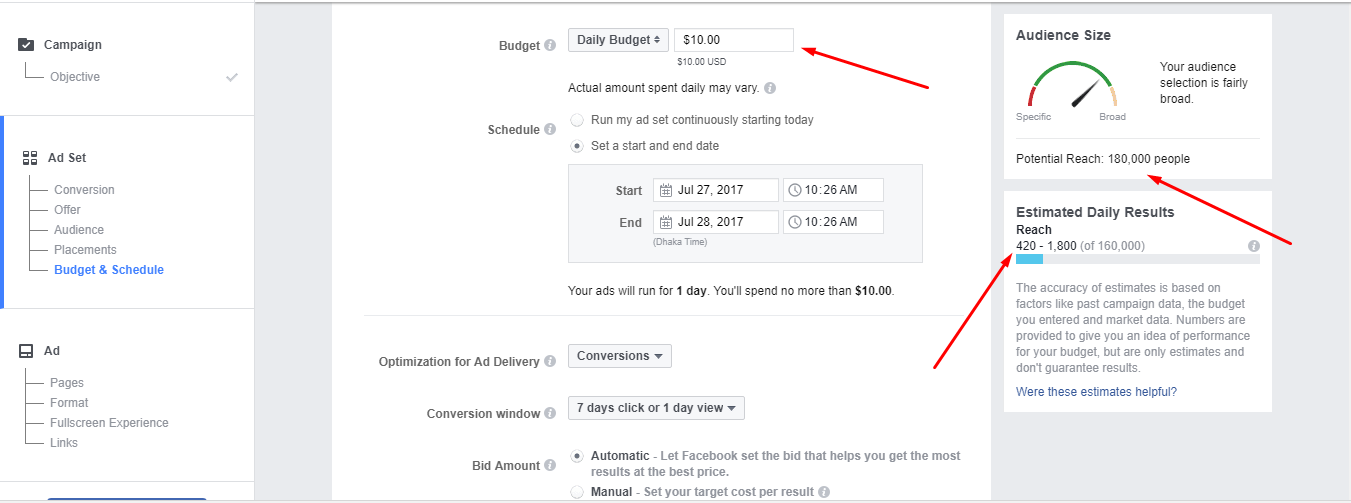 Campaign
Objective
Ad Set
Conversion
Offer
Audience
Placements
Budget & Schedule
Ad
Pages
Format
Fullscreen Experience
Links
Budget
Daily Budget
$10.00
$10.00 USD
Actual amount spent daily may vary.
Schedule
Run my ad set continuously starting today
Set a start and end date
Start Jul 27, 2017 10:26 AM
End Jul 28, 2017 10:26 AM
(Dhaka Time)
Your ads will run for 1 day. You'll spend no more than $10.00.
Optimization for Ad Delivery Conversions
Conversion window 7 days click or 1 day view
Bid Amount Automatic - Let Facebook set the bid that helps you get the most
results at the best price.
Manual - Set your target cost per result
Audience Size
Your audience
selection is fairly
broad.
Specific Broad
Potential Reach: 180,000 people
Estimated Daily Results
Reach
420 - 1,800 (of 160,000)
The accuracy of estimates is based on
factors like past campaign data, the budget
you entered and market data. Numbers are
provided to give you an idea of performance
for your budget, but are only estimates and
don't guarantee results.
Were these estimates helpful?